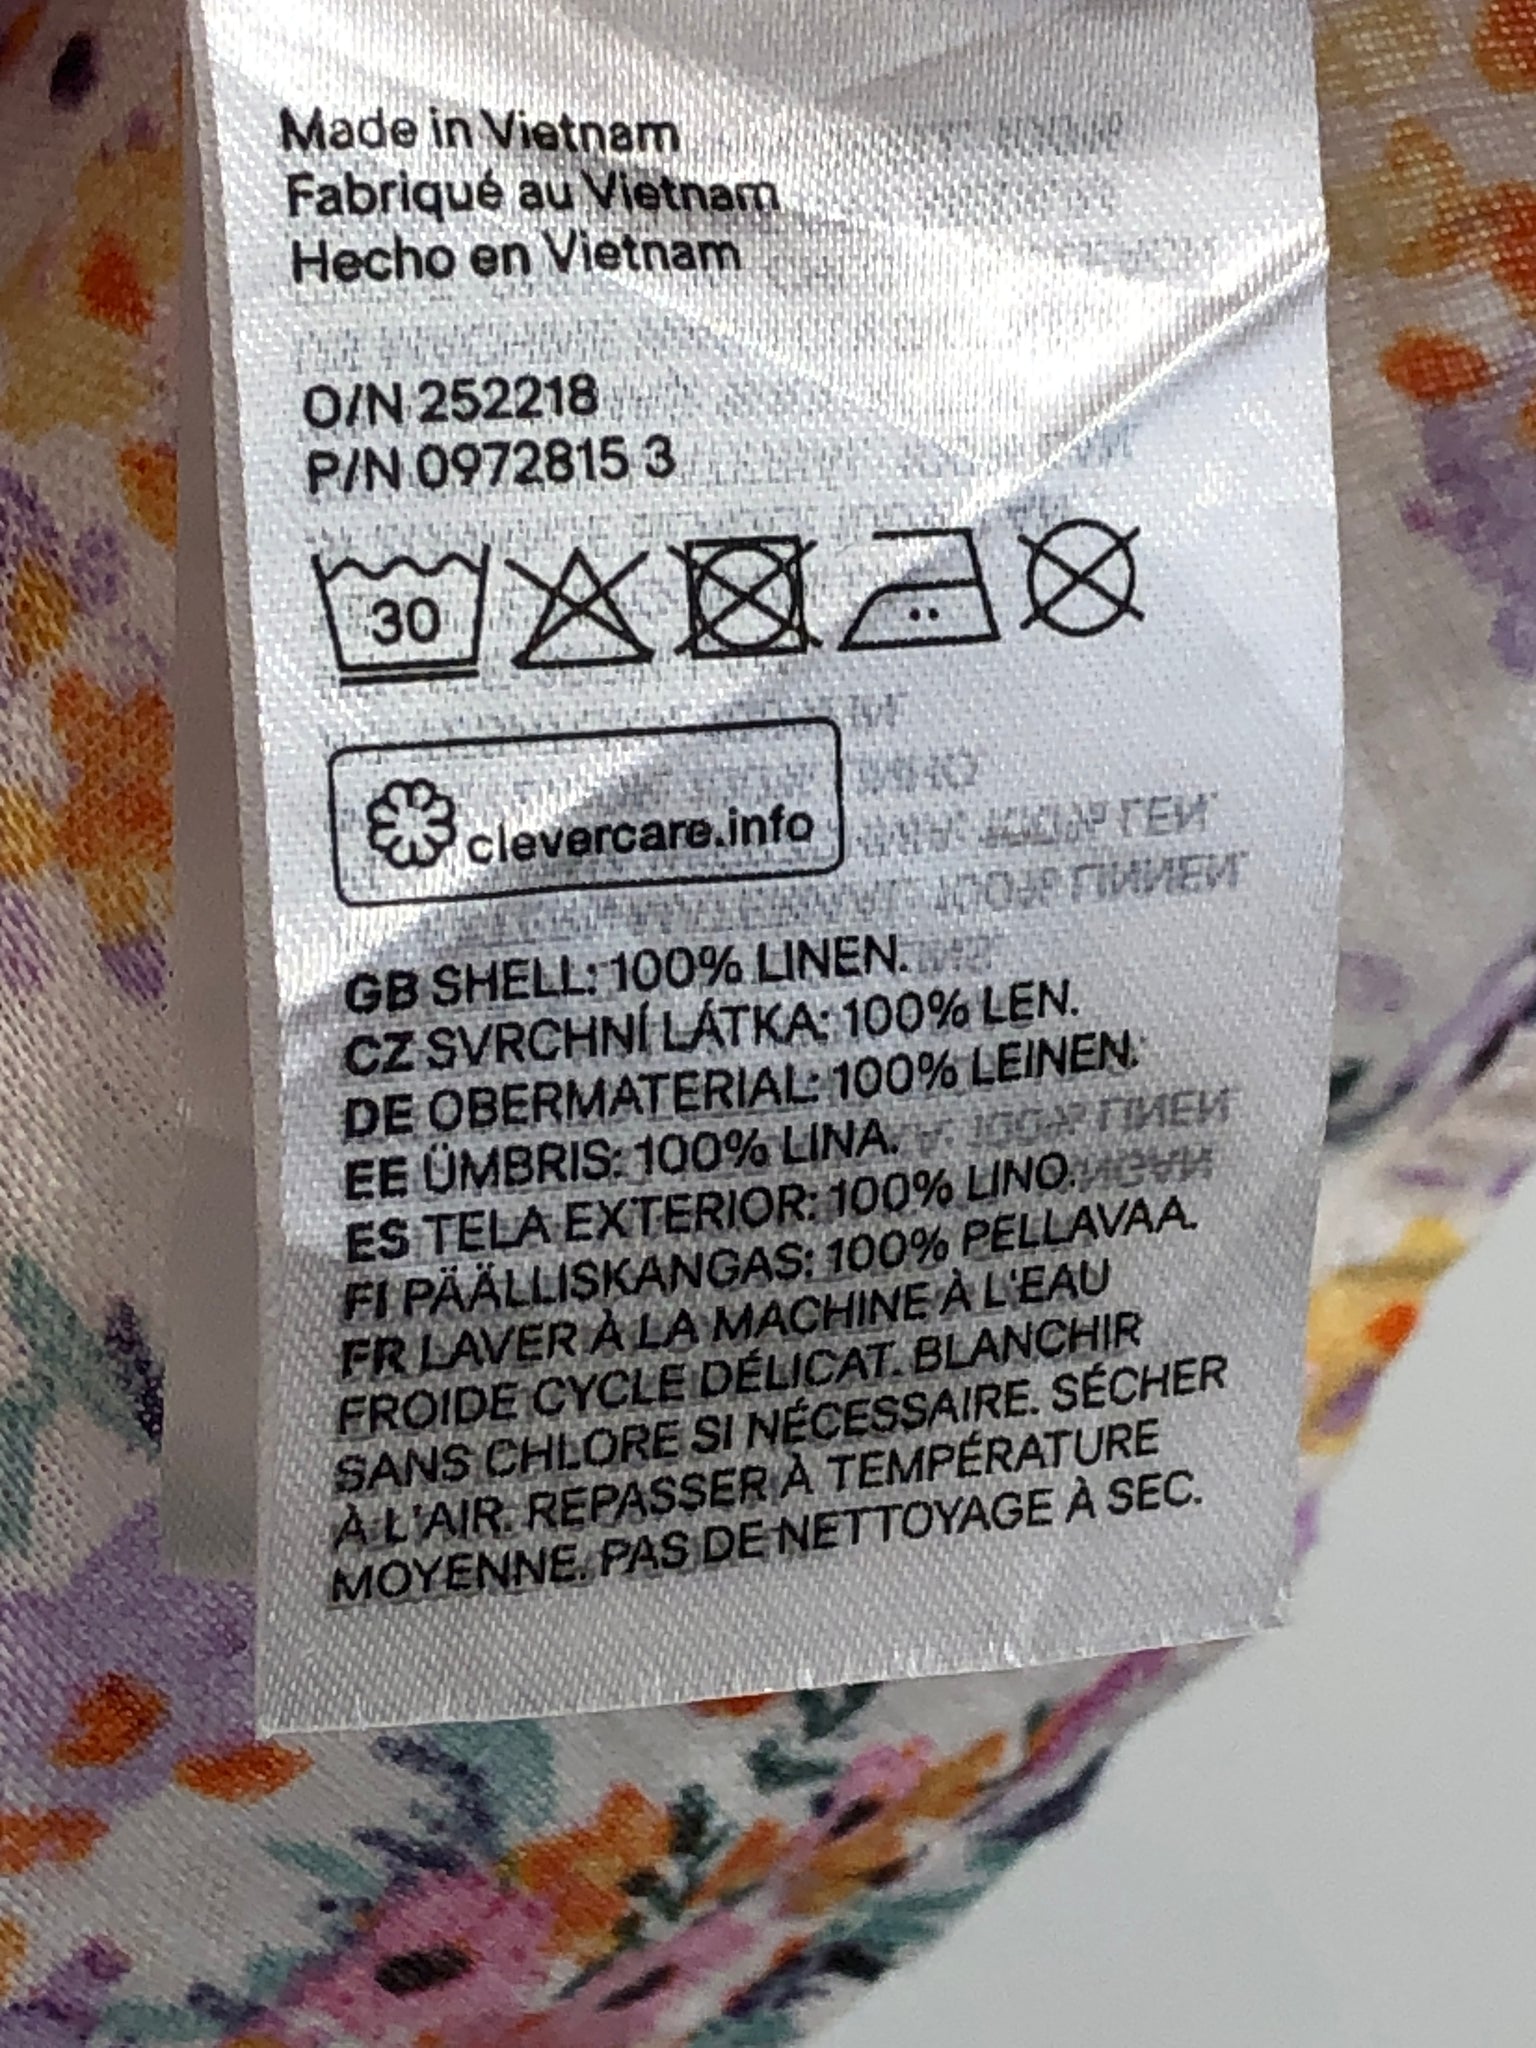 Made in Vietnam
Fabriqué au Vietnam
Hecho en Vietnam
O/N 252218
P/N 0972815 3
30
clevercare.info
GB SHELL: 100% LINEN.
CZ SVRCHNÍ LÁTKA: 100% LEN.
DE OBERMATERIAL: 100% LEINEN.
EE ÜMBRIS: 100% LINA.
ES TELA EXTERIOR: 100% LINO.
FI PÄÄLLISKANGAS: 100% PELLAVAA.
FR LAVER À LA MACHINE À L'EAU
FROIDE CYCLE DÉLICAT. BLANCHIR
SANS CHLORE SI NÉCESSAIRE. SÉCHER
À L'AIR. REPASSER À TEMPÉRATURE
MOYENNE. PAS DE NETTOYAGE À SEC.